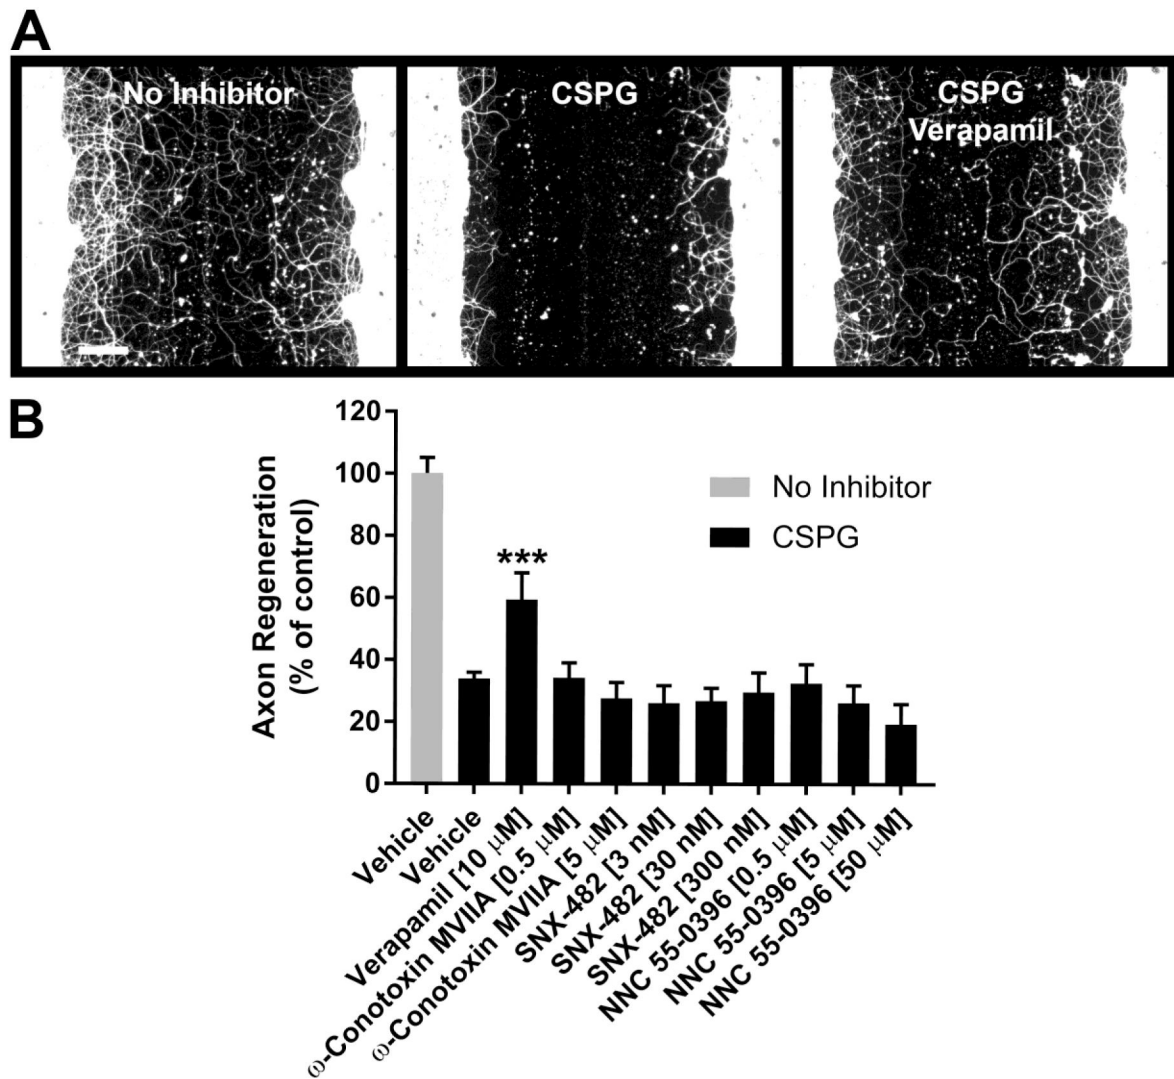 A
No Inhibitor
CSPG
CSPG
Verapamil
B
Axon Regeneration
(% of control)
120
100
80
60
40
20
0
***
No Inhibitor
CSPG
Vehicle
Vehicle
Verapamil [10 μM]
ω-Conotoxin MVIIA [0.5 μM]
ω-Conotoxin MVIIA [5 μM]
SNX-482 [3 nM]
SNX-482 [30 nM]
SNX-482 [300 nM]
NNC 55-0396 [0.5 μM]
NNC 55-0396 [5 μM]
NNC 55-0396 [50 μM]